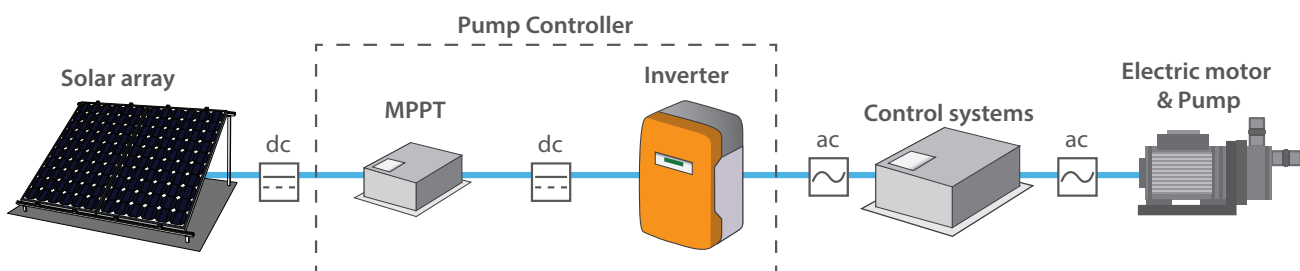 Pump Controller
Solar array
dc
MPPT
dc
Inverter
ac
Control systems
ac
Electric motor
& Pump